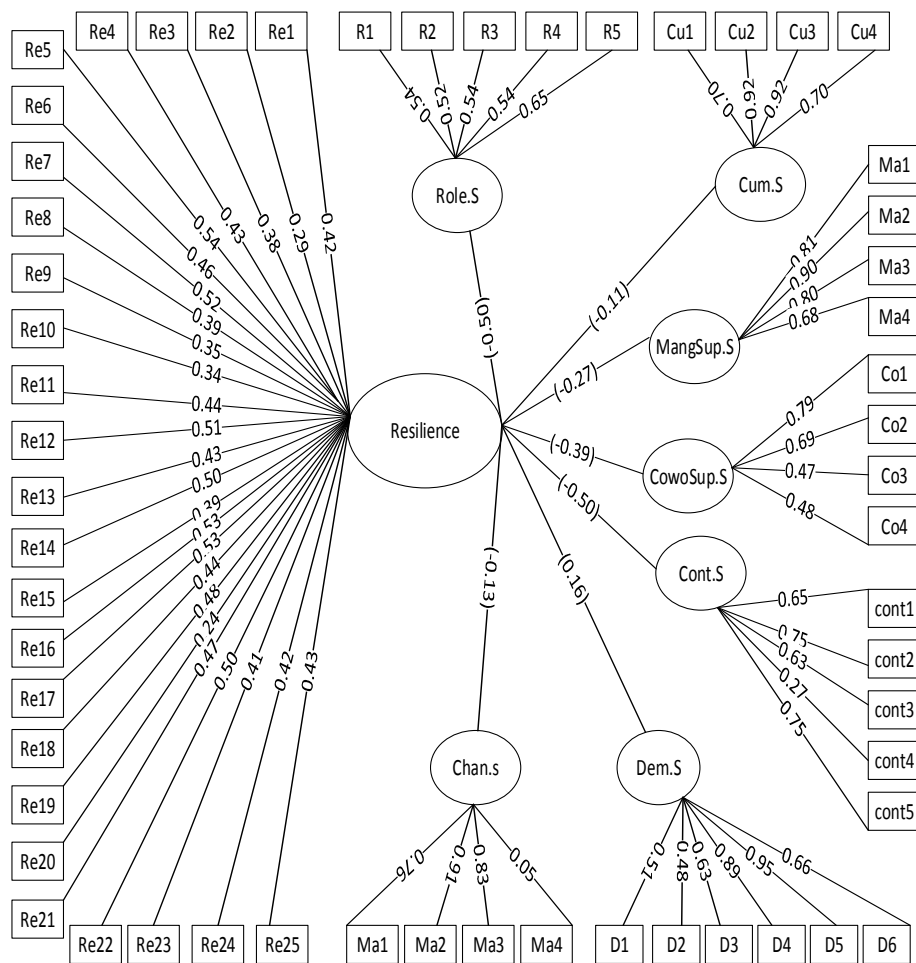 Re5
Re4
Re3
Re2
Re1
R1
R2
R3
R4
R5
Cu1
Cu2
Cu3
Cu4
Re6
Re7
Re8
Re9
Re10
Re11
Re12
Re13
Re14
Re15
Re16
Re17
Re18
Re19
Re20
Re21
Re22
Re23
Re24
Re25
0.54
0.43
0.38
0.29
0.42
0.46
0.52
0.39
0.35
0.34
0.44
0.51
0.43
0.50
0.39
0.53
0.53
0.44
0.48
0.24
0.47
0.50
0.41
0.42
0.43
Resilience
0.54
0.52
0.54
0.54
0.65
Role.S
(-0.50)
0.70
0.92
0.92
0.70
Cum.S
(-0.11)
Ma1
Ma2
Ma3
Ma4
0.81
0.90
0.80
0.68
MangSup.S
(-0.27)
Co1
Co2
Co3
Co4
0.79
0.69
0.47
0.48
CowoSup.S
(-0.39)
Cont.S
(-0.50)
0.65
0.75
0.63
0.27
0.75
cont1
cont2
cont3
cont4
cont5
(0.16)
Dem.S
0.51
0.48
0.63
0.89
0.95
0.66
D1
D2
D3
D4
D5
D6
(-0.13)
Chan.s
0.76
0.91
0.83
0.05
Ma1
Ma2
Ma3
Ma4